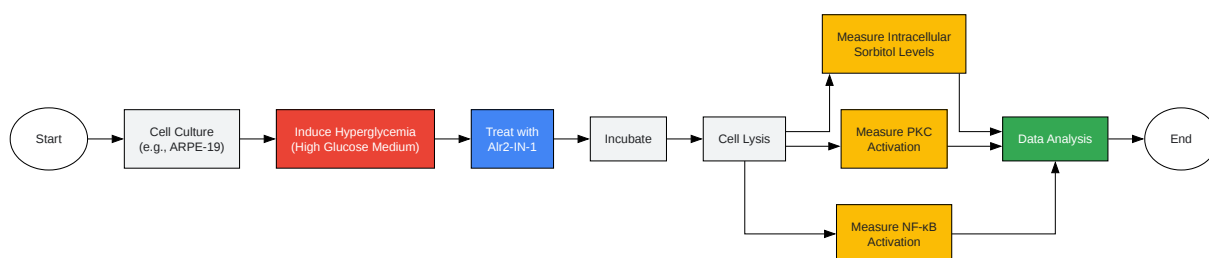 Start
Cell Culture
(e.g., ARPE-19)
Induce Hyperglycemia
(High Glucose Medium)
Treat with
Alr2-IN-1
Incubate
Cell Lysis
Measure Intracellular
Sorbitol Levels
Measure PKC
Activation
Measure NF-κB
Activation
Data Analysis
End